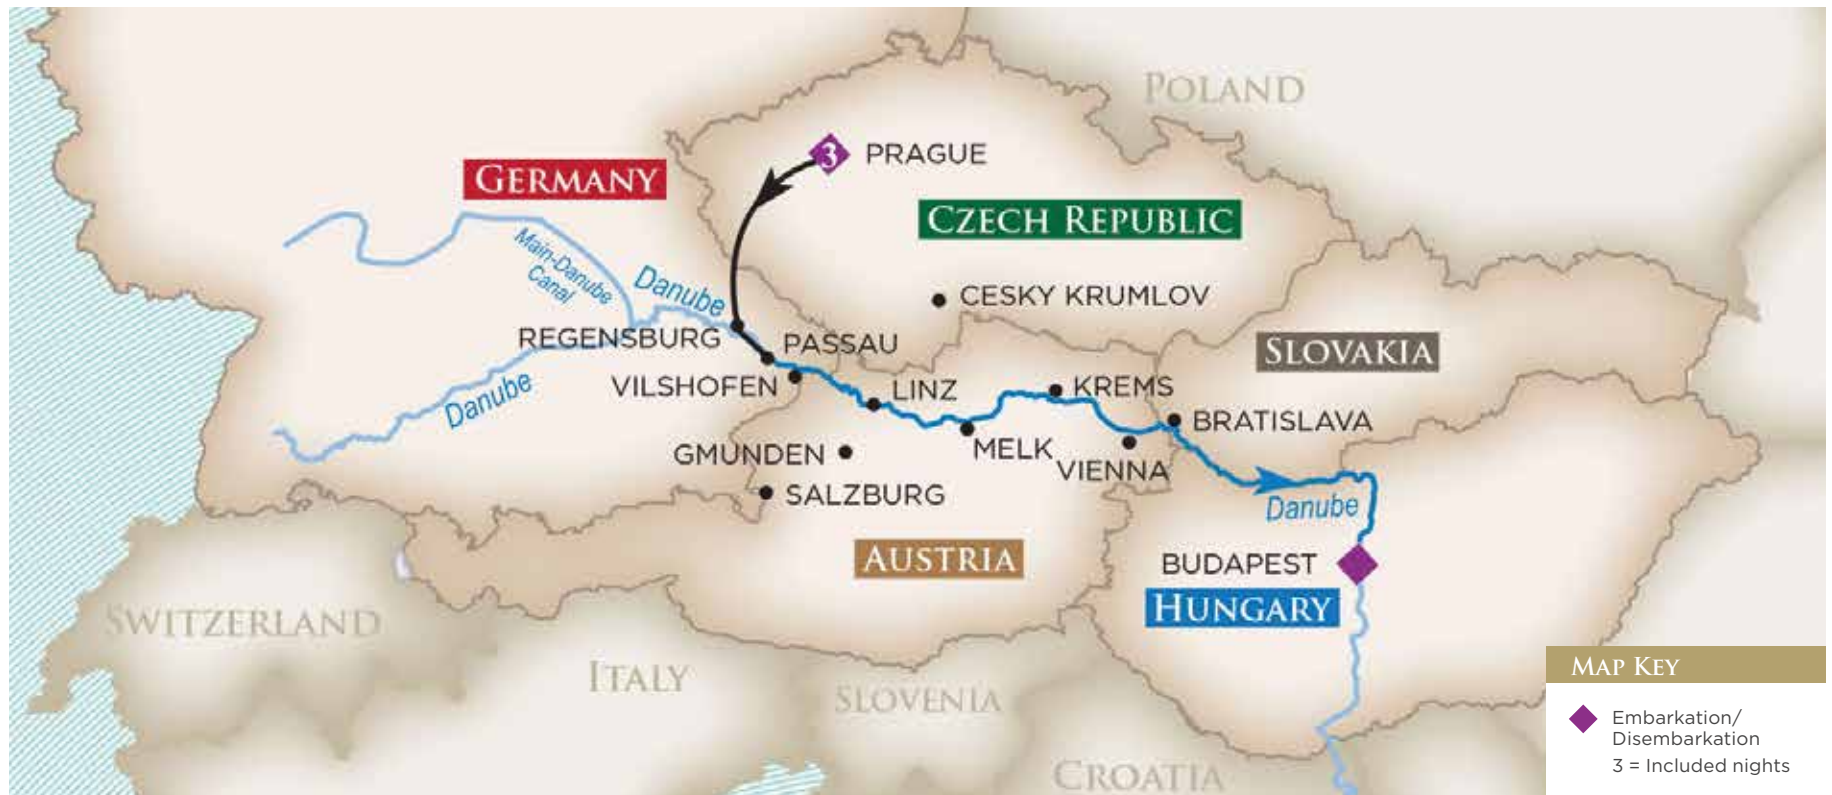 POLAND
PRAGUE
3
GERMANY
CZECH REPUBLIC
Main-Danube
Canal
Danube
CESKY KRUMLOV
REGENSBURG
PASSAU
SLOVAKIA
VILSHOFEN
LINZ
KREMS
Danube
BRATISLAVA
GMUNDEN
MELK
VIENNA
SALZBURG
Danube
AUSTRIA
BUDAPEST
HUNGARY
SWITZERLAND
ITALY
SLOVENIA
CROATIA
MAP KEY
Embarkation/
Disembarkation
3 = Included nights